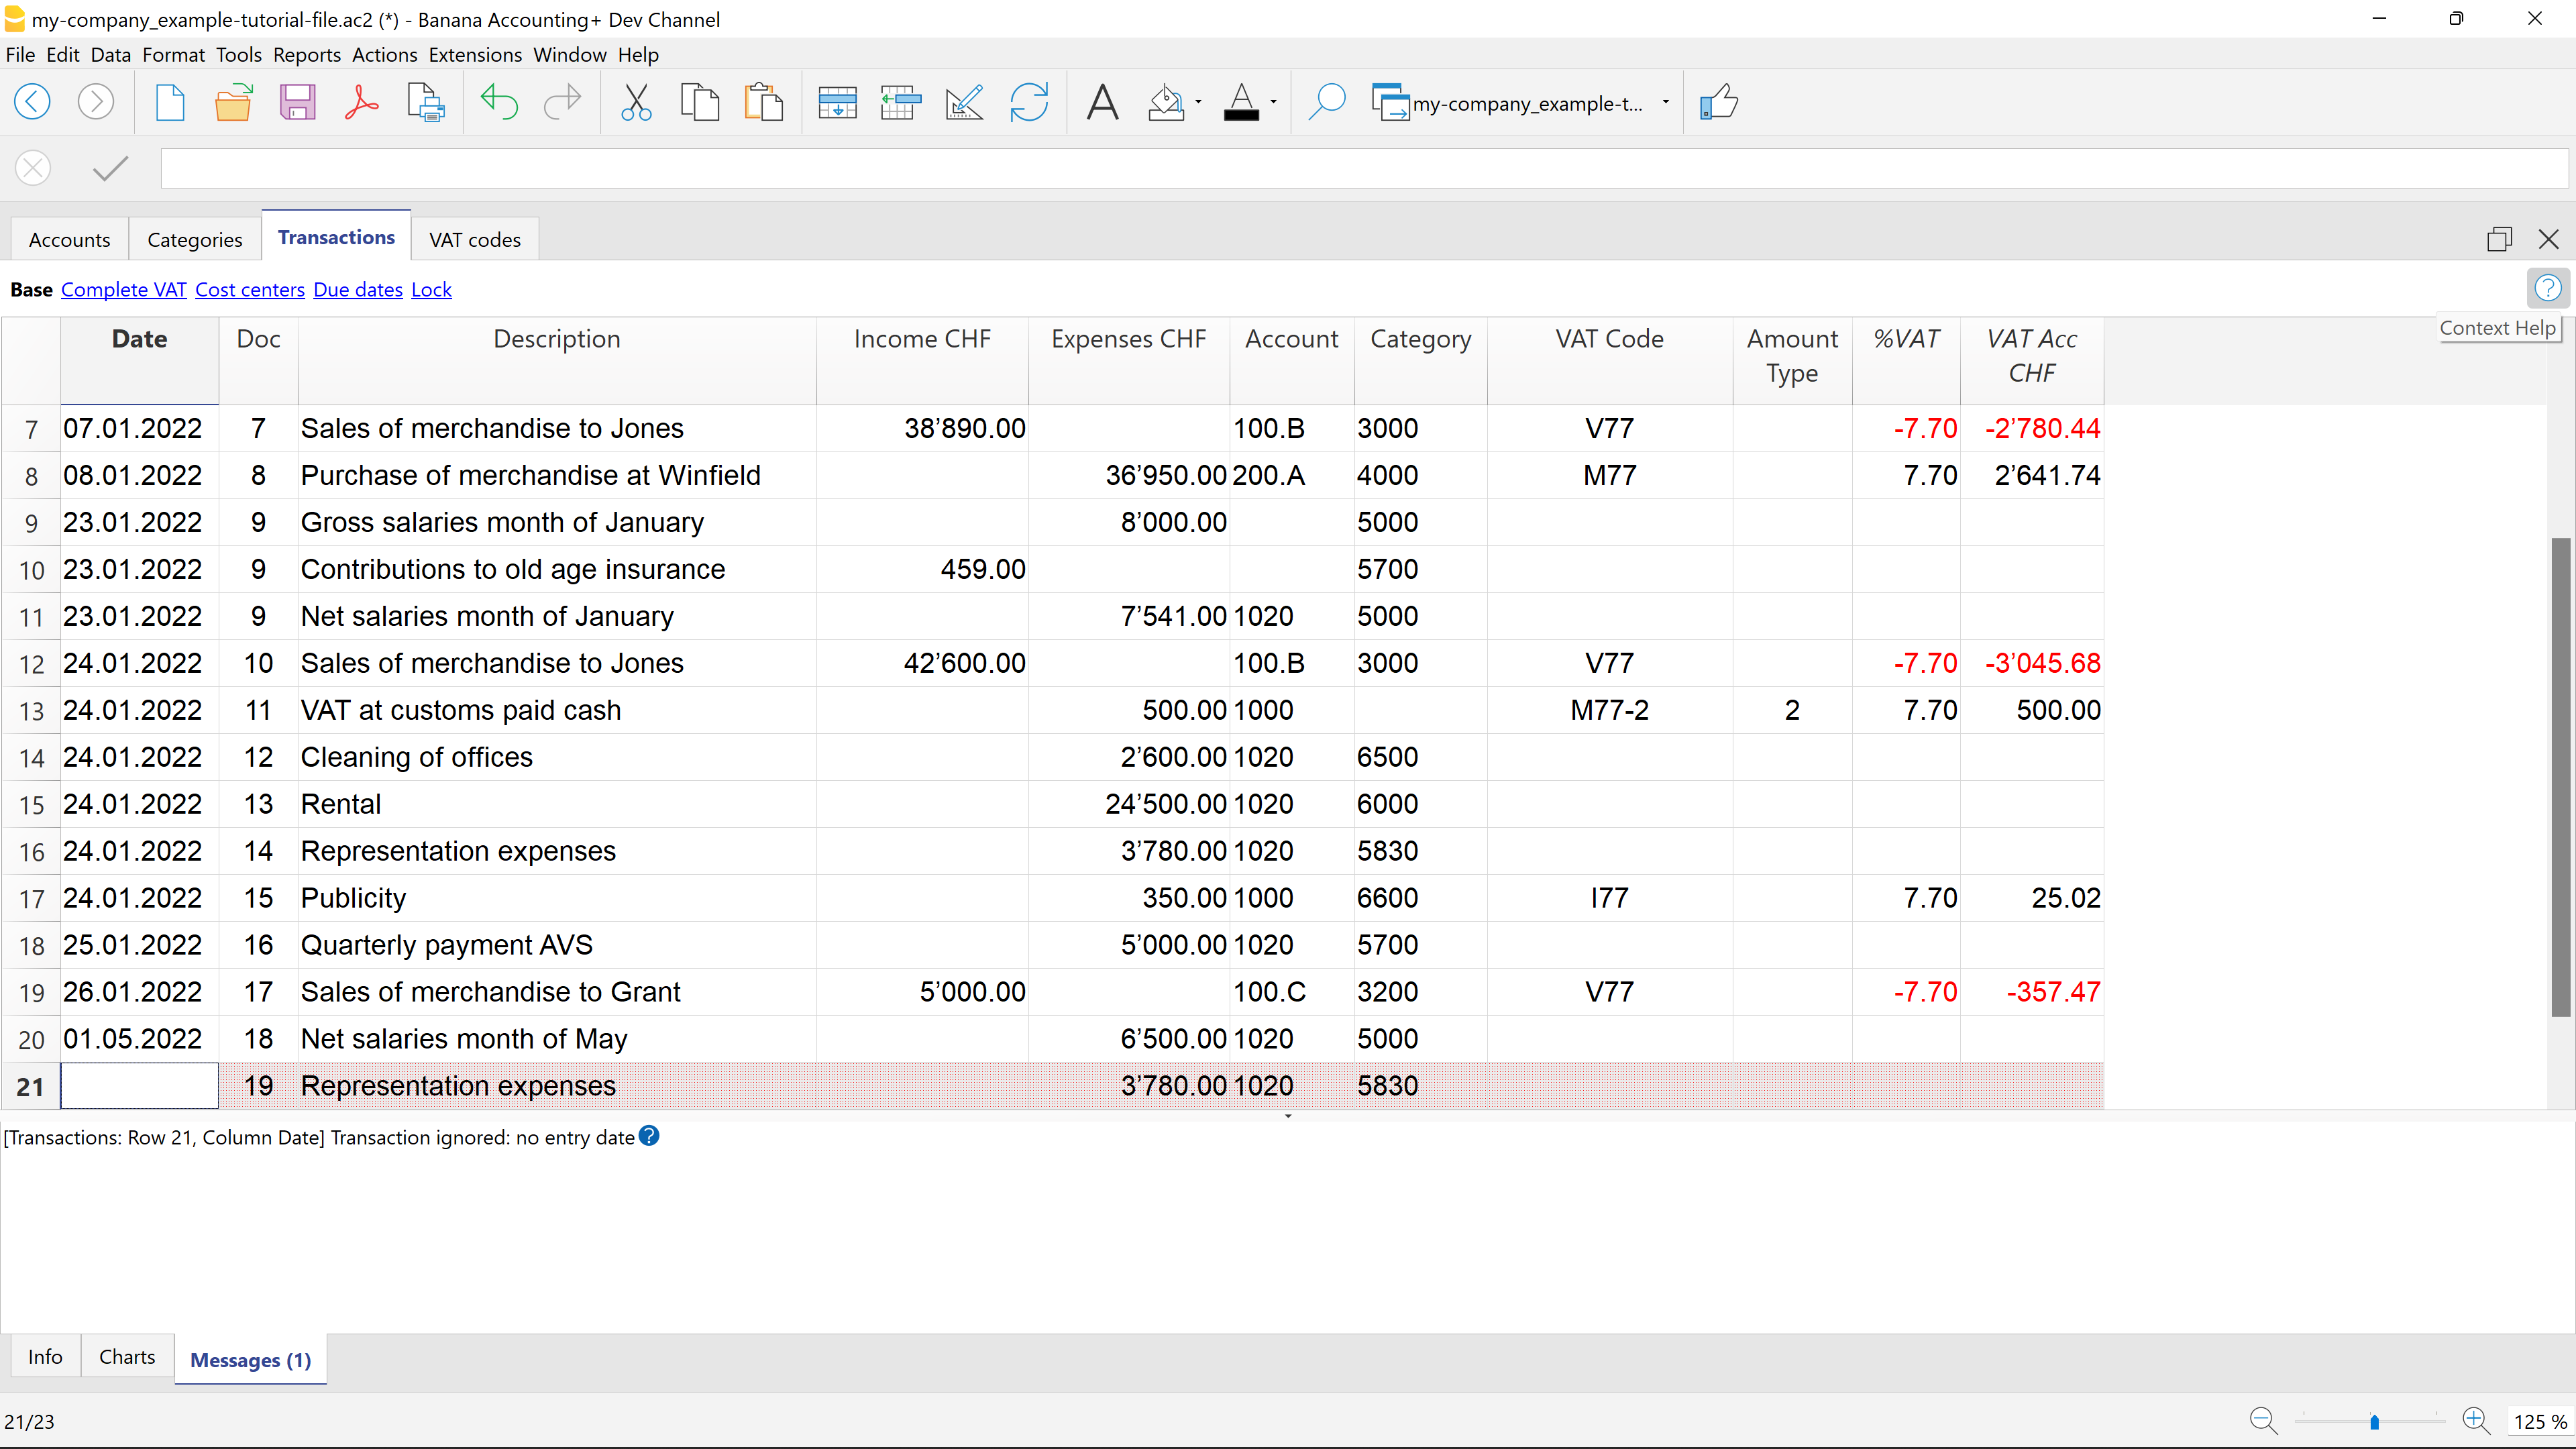 my-company_example-tutorial-file.ac2 (*) - Banana Accounting+ Dev Channel
File Edit Data Format Tools Reports Actions Extensions Window Help
my-company_example-t...
Accounts Categories Transactions VAT codes
Base Complete VAT Cost centers Due dates Lock
Context Help
Date Doc Description Income CHF Expenses CHF Account Category VAT Code Amount Type %VAT VAT Acc CHF
7 07.01.2022 7 Sales of merchandise to Jones 38’890.00 100.B 3000 V77 -7.70 -2’780.44
8 08.01.2022 8 Purchase of merchandise at Winfield 36’950.00 200.A 4000 M77 7.70 2’641.74
9 23.01.2022 9 Gross salaries month of January 8’000.00 5000
10 23.01.2022 9 Contributions to old age insurance 459.00 5700
11 23.01.2022 9 Net salaries month of January 7’541.00 1020 5000
12 24.01.2022 10 Sales of merchandise to Jones 42’600.00 100.B 3000 V77 -7.70 -3’045.68
13 24.01.2022 11 VAT at customs paid cash 500.00 1000 M77-2 2 7.70 500.00
14 24.01.2022 12 Cleaning of offices 2’600.00 1020 6500
15 24.01.2022 13 Rental 24’500.00 1020 6000
16 24.01.2022 14 Representation expenses 3’780.00 1020 5830
17 24.01.2022 15 Publicity 350.00 1000 6600 I77 7.70 25.02
18 25.01.2022 16 Quarterly payment AVS 5’000.00 1020 5700
19 26.01.2022 17 Sales of merchandise to Grant 5’000.00 100.C 3200 V77 -7.70 -357.47
20 01.05.2022 18 Net salaries month of May 6’500.00 1020 5000
21 19 Representation expenses 3’780.00 1020 5830
[Transactions: Row 21, Column Date] Transaction ignored: no entry date
Info Charts Messages (1)
21/23
125 %